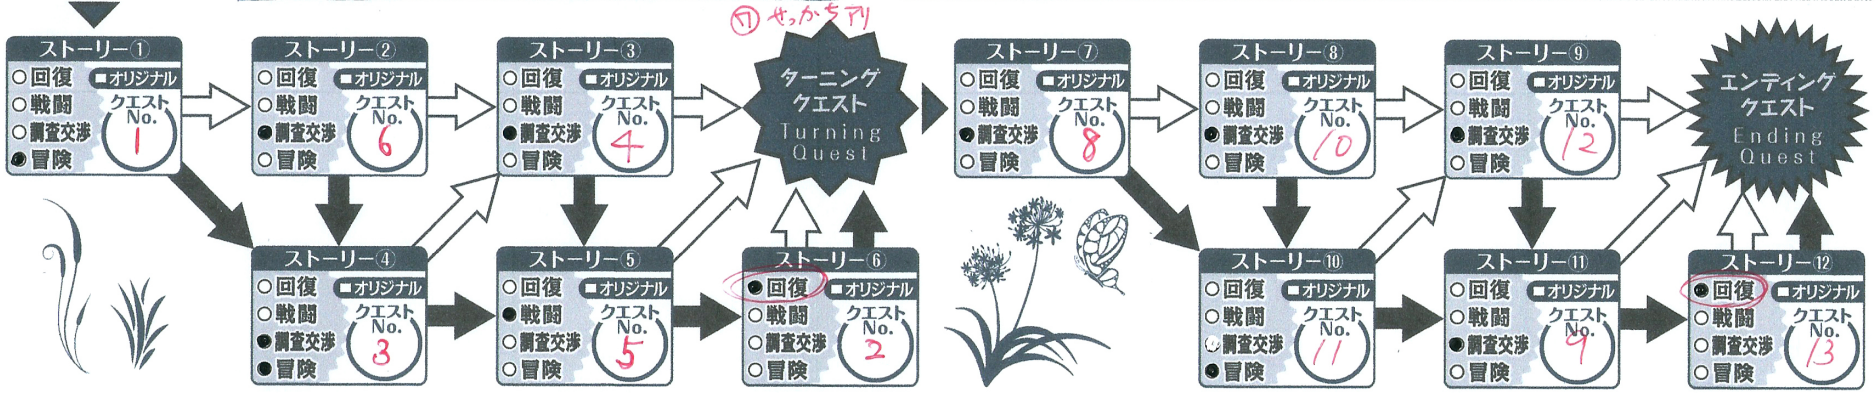 ⑦ せっかちアリ
ストーリー①
○回復 ■オリジナル
○戦闘 クエスト
○調査交渉 No.
●冒険 1
ストーリー②
○回復 ■オリジナル
○戦闘 クエスト
●調査交渉 No.
○冒険 6
ストーリー③
○回復 ■オリジナル
○戦闘 クエスト
●調査交渉 No.
○冒険 4
ターニング
クエスト
Turning
Quest
ストーリー⑦
○回復 ■オリジナル
○戦闘 クエスト
●調査交渉 No.
○冒険 8
ストーリー⑧
○回復 ■オリジナル
○戦闘 クエスト
●調査交渉 No.
○冒険 10
ストーリー⑨
○回復 ■オリジナル
○戦闘 クエスト
●調査交渉 No.
○冒険 12
エンディング
クエスト
Ending
Quest
ストーリー④
○回復 ■オリジナル
○戦闘 クエスト
●調査交渉 No.
●冒険 3
ストーリー⑤
○回復 ■オリジナル
●戦闘 クエスト
○調査交渉 No.
○冒険 5
ストーリー⑥
●回復 ■オリジナル
○戦闘 クエスト
○調査交渉 No.
○冒険 2
ストーリー⑩
○回復 ■オリジナル
○戦闘 クエスト
○調査交渉 No.
●冒険 11
ストーリー⑪
○回復 ■オリジナル
○戦闘 クエスト
●調査交渉 No.
○冒険 9
ストーリー⑫
●回復 ■オリジナル
○戦闘 クエスト
○調査交渉 No.
○冒険 13